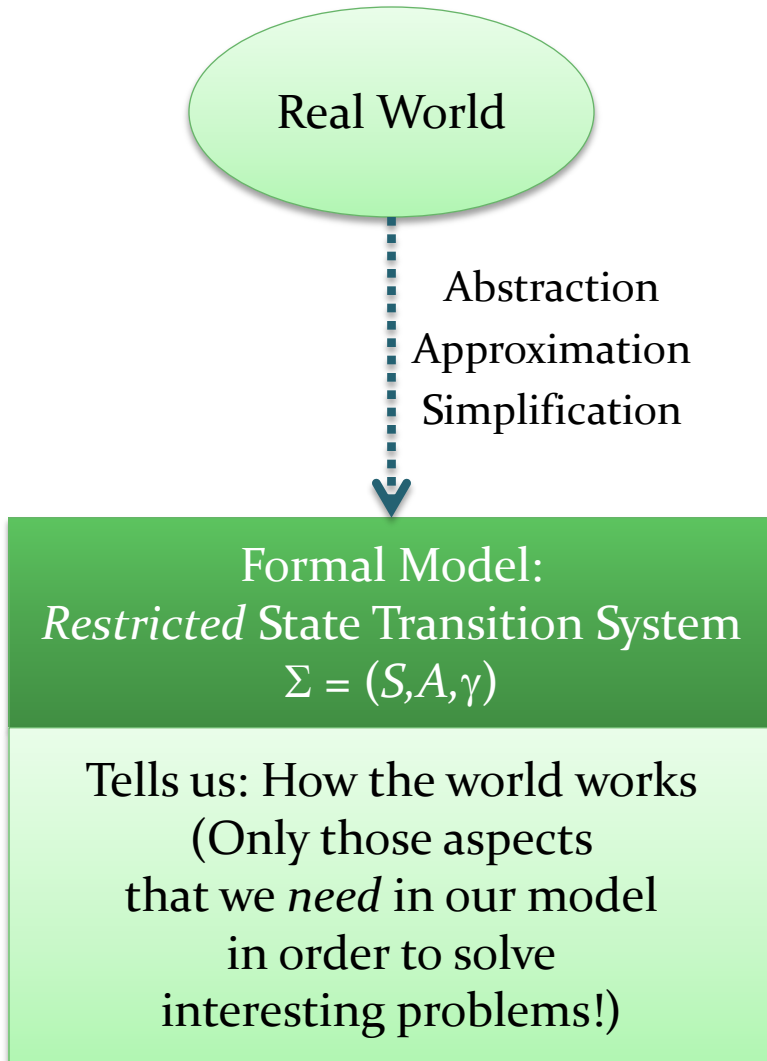 Real World
Abstraction
Approximation
Simplification
Formal Model:
Restricted State Transition System
Σ = (S,A,γ)
Tells us: How the world works
(Only those aspects
that we need in our model
in order to solve
interesting problems!)